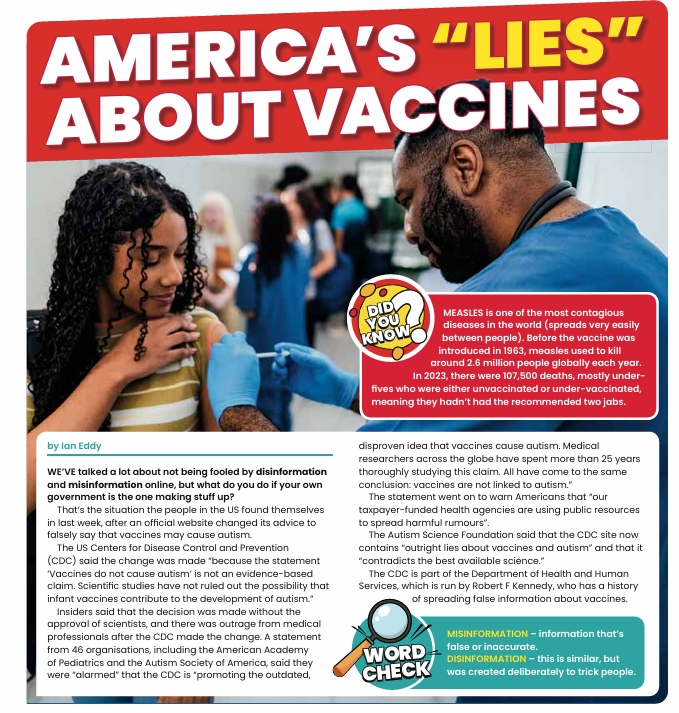 AMERICA'S “LIES”
ABOUT VACCINES
DID
YOU
KNOW?
MEASLES is one of the most contagious
diseases in the world (spreads very easily
between people). Before the vaccine was
introduced in 1963, measles used to kill
around 2.6 million people globally each year.
In 2023, there were 107,500 deaths, mostly under-
fives who were either unvaccinated or under-vaccinated,
meaning they hadn't had the recommended two jabs.
by Ian Eddy
WE'VE talked a lot about not being fooled by disinformation
and misinformation online, but what do you do if your own
government is the one making stuff up?
That's the situation the people in the US found themselves
in last week, after an official website changed its advice to
falsely say that vaccines may cause autism.
The US Centers for Disease Control and Prevention
(CDC) said the change was made “because the statement
‘Vaccines do not cause autism’ is not an evidence-based
claim. Scientific studies have not ruled out the possibility that
infant vaccines contribute to the development of autism.”
Insiders said that the decision was made without the
approval of scientists, and there was outrage from medical
professionals after the CDC made the change. A statement
from 46 organisations, including the American Academy
of Pediatrics and the Autism Society of America, said they
were “alarmed” that the CDC is “promoting the outdated,
disproven idea that vaccines cause autism. Medical
researchers across the globe have spent more than 25 years
thoroughly studying this claim. All have come to the same
conclusion: vaccines are not linked to autism.”
The statement went on to warn Americans that “our
taxpayer-funded health agencies are using public resources
to spread harmful rumours”.
The Autism Science Foundation said that the CDC site now
contains “outright lies about vaccines and autism” and that it
“contradicts the best available science.”
The CDC is part of the Department of Health and Human
Services, which is run by Robert F Kennedy, who has a history
of spreading false information about vaccines.
WORD
CHECK
MISINFORMATION – information that's
false or inaccurate.
DISINFORMATION – this is similar, but
was created deliberately to trick people.